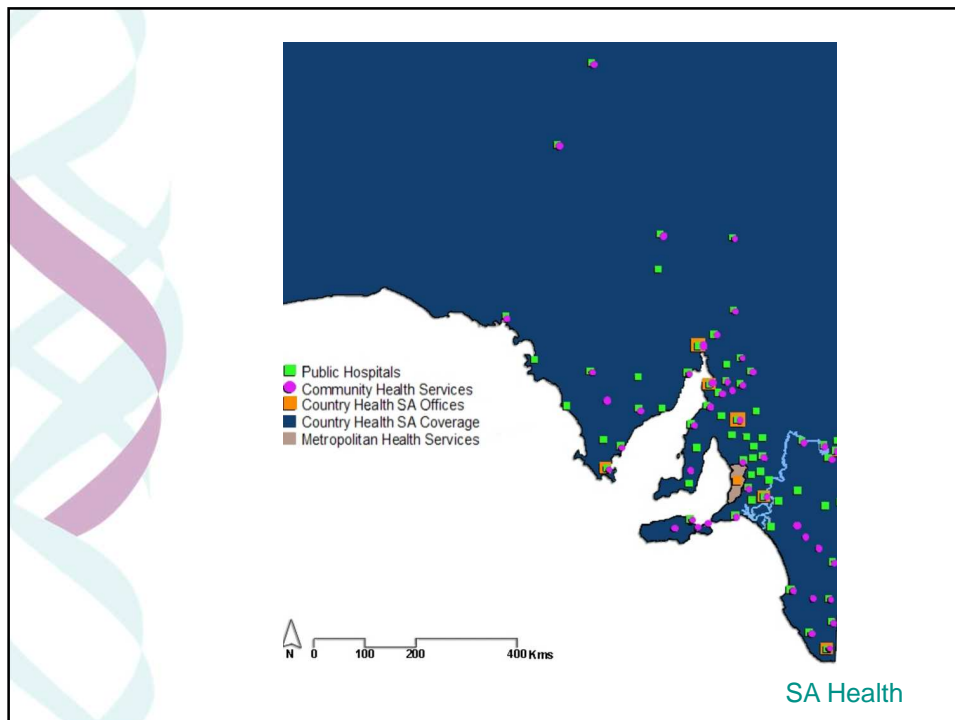 Public Hospitals
Community Health Services
Country Health SA Offices
Country Health SA Coverage
Metropolitan Health Services
N 0 100 200 400 Kms
SA Health